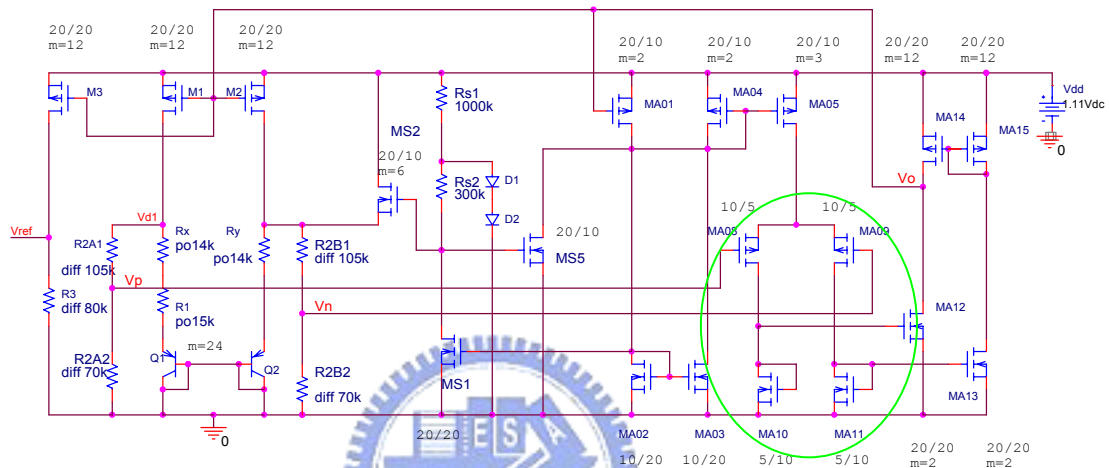 20/20
m=12
20/20
m=12
20/20
m=12
20/10
m=2
20/10
m=2
20/10
m=3
20/20
m=12
20/20
m=12
M3
M1
M2
Rs1
1000k
MS2
20/10
m=6
Rs2
300k
D1
D2
MA01
MA04
MA05
Vdd
1.11Vdc
0
MA14
MA15
Vo
Vref
Vd1
R2A1
diff 105k
Rx
po14k
Ry
po14k
R2B1
diff 105k
20/10
MS5
10/5
10/5
MA08
MA09
Vp
Vn
R3
diff 80k
R1
po15k
MA12
m=24
Q1
Q2
R2A2
diff 70k
R2B2
diff 70k
MS1
MA13
0
20/20
ES
A
MA02
MA03
MA10
MA11
10/20
10/20
5/10
5/10
20/20
m=2
20/20
m=2